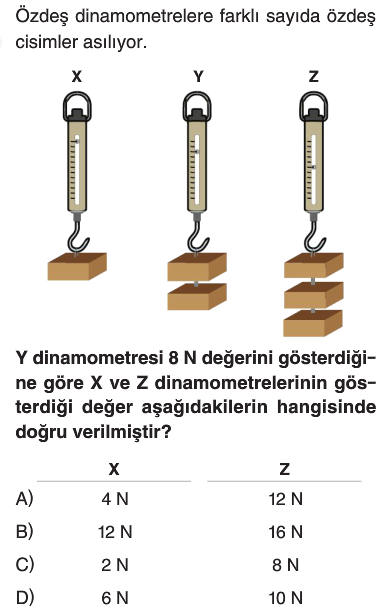 Özdeş dinamometrelere farklı sayıda özdeş
cisimler asılıyor.
X Y Z
Y dinamometresi 8 N değerini gösterdiği-
ne göre X ve Z dinamometrelerinin gös-
terdiği değer aşağıdakilerin hangisinde
doğru verilmiştir?
X Z
A) 4 N 12 N
B) 12 N 16 N
C) 2 N 8 N
D) 6 N 10 N